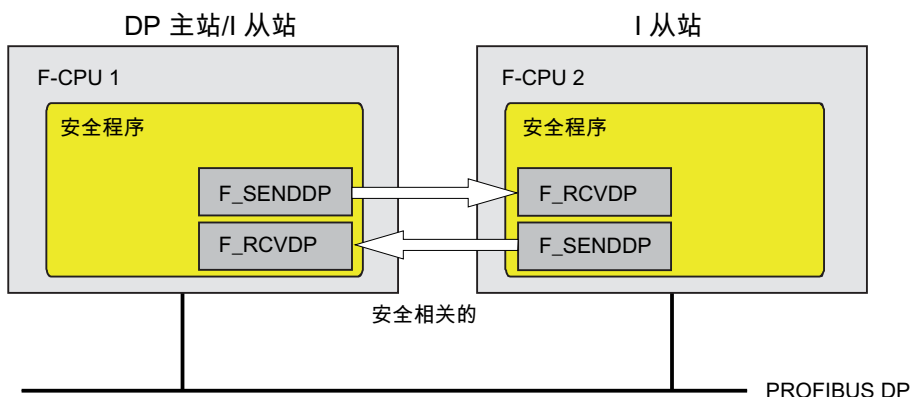 DP 主站/I 从站
I 从站
F-CPU 1
F-CPU 2
安全程序
安全程序
F_SENDDP
F_RCVDP
F_RCVDP
F_SENDDP
安全相关的
PROFIBUS DP